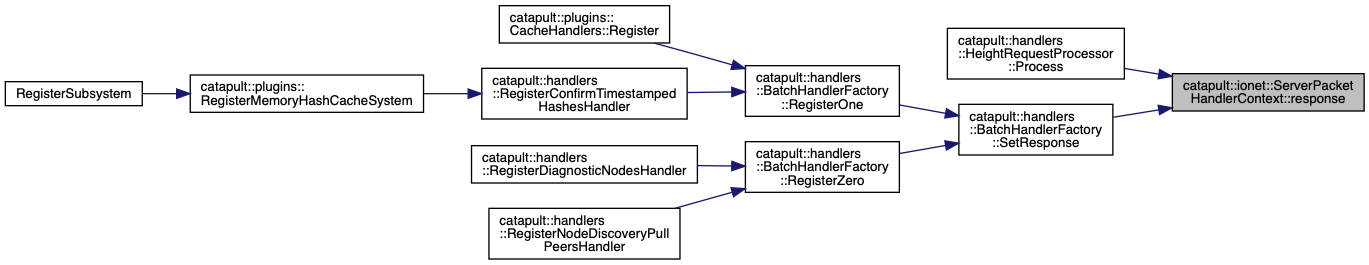 catapult::plugins::
CacheHandlers::Register
catapult::handlers
::HeightRequestProcessor
::Process
RegisterSubsystem
catapult::plugins::
RegisterMemoryHashCacheSystem
catapult::handlers
::RegisterConfirmTimestamped
HashesHandler
catapult::handlers
::BatchHandlerFactory
::RegisterOne
catapult::ionet::ServerPacket
HandlerContext::response
catapult::handlers
::BatchHandlerFactory
::SetResponse
catapult::handlers
::RegisterDiagnosticNodesHandler
catapult::handlers
::BatchHandlerFactory
::RegisterZero
catapult::handlers
::RegisterNodeDiscoveryPull
PeersHandler